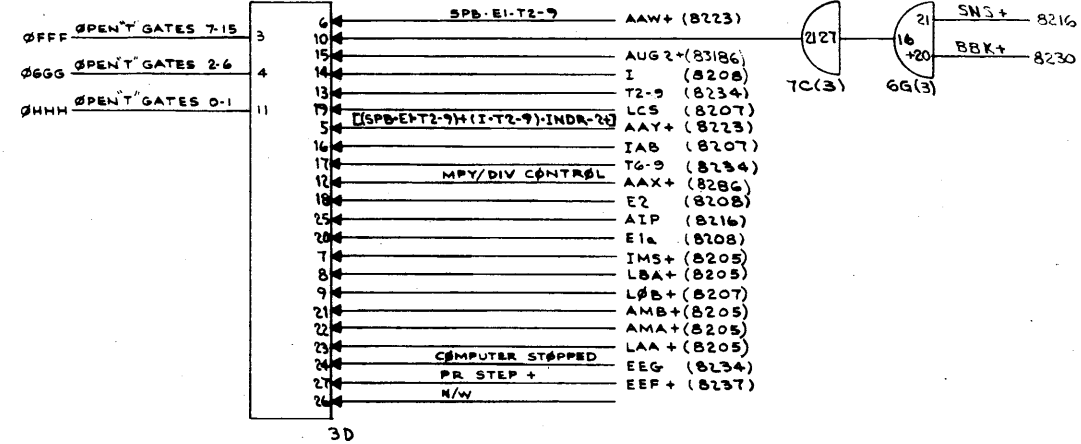 6 SPB·E1·T2-9 AAW+ (8223)
10 2127 7C(3) 16 21 +20 6G(3)
SNS+ 8216
BBK+ 8230
ØFFF ØPEN"T" GATES 7-15 3
ØGGG ØPEN"T" GATES 2-6 4
ØHHH ØPEN"T" GATES 0-1 11
15 AUG2+(83186)
14 I (8208)
13 T2-9 (8234)
19 LCS (8207)
5 [(SPB·E1·T2-9)+(I·T2-9)·INDR-2+] AAY+ (8223)
16 IAB (8207)
17 T6-9 (8234)
12 MPY/DIV CØNTRØL AAX+ (8286)
18 E2 (8208)
25 AIP (8216)
20 E1a (8208)
7 IMS+ (8205)
8 LBA+ (8205)
9 LØB+ (8207)
21 AMB+ (8205)
22 AMA+ (8205)
23 LAA+ (8205)
24 CØMPUTER STØPPED EEG (8234)
27 PR STEP + EEF+ (8237)
26 N/W
3D